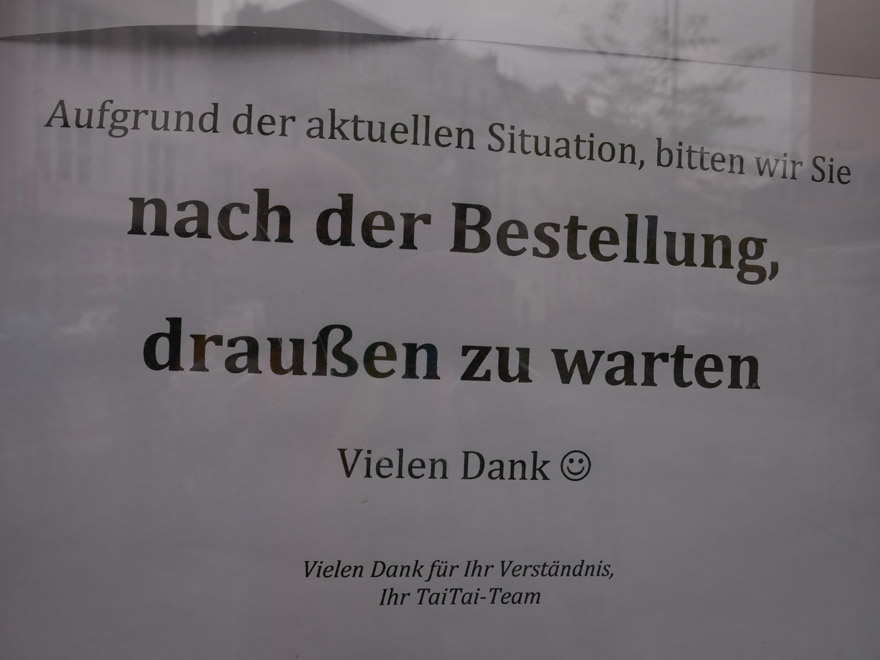 Aufgrund der aktuellen Situation, bitten wir Sie
nach der Bestellung,
draußen zu warten
Vielen Dank ☺
Vielen Dank für Ihr Verständnis,
Ihr TaiTai-Team